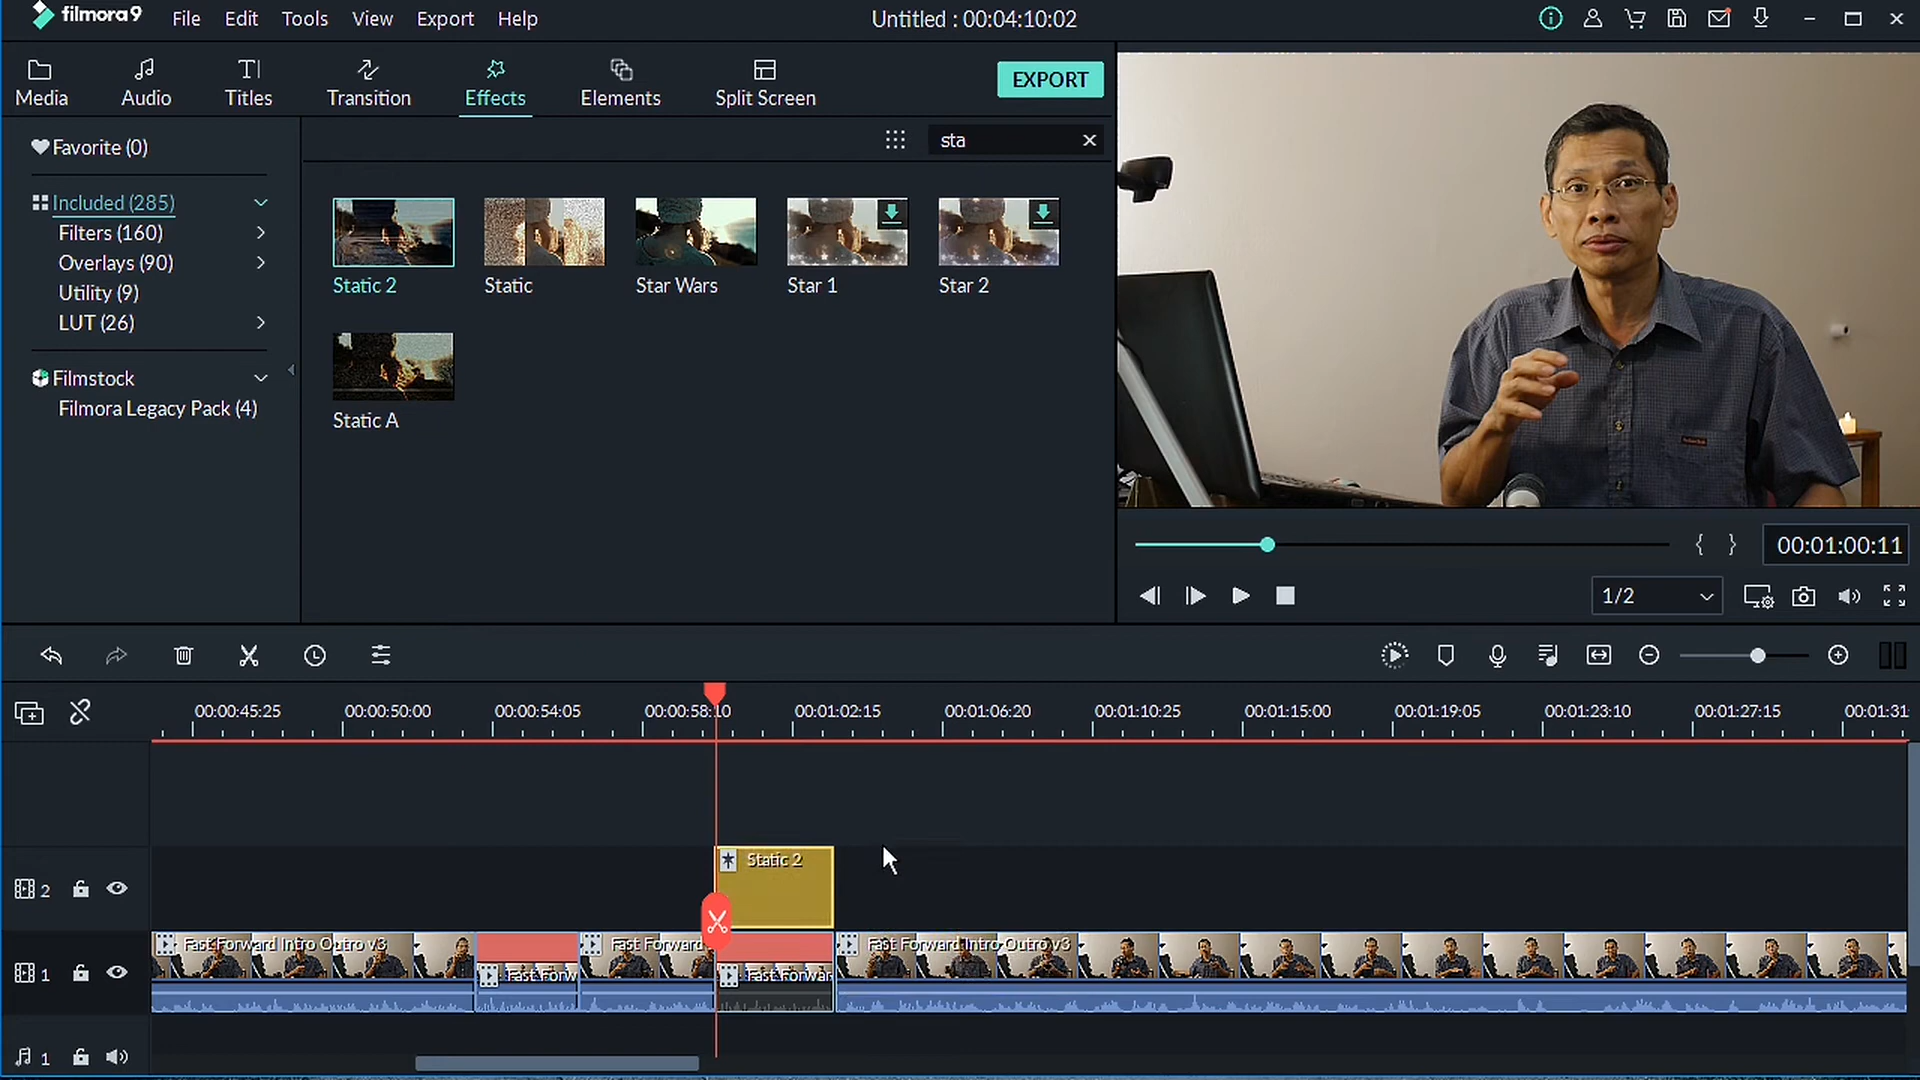 filmora9
File Edit Tools View Export Help
Untitled : 00:04:10:02
Media Audio Titles Transition Effects Elements Split Screen
EXPORT
Favorite (0)
sta
Included (285)
Filters (160)
Overlays (90)
Utility (9)
LUT (26)
Filmstock
Filmora Legacy Pack (4)
Static 2 Static Star Wars Star 1 Star 2
Static A
{ } 00:01:00:11
1/2
00:00:45:25 00:00:50:00 00:00:54:05 00:00:58:10 00:01:02:15 00:01:06:20 00:01:10:25 00:01:15:00 00:01:19:05 00:01:23:10 00:01:27:15 00:01:31:
Static 2
2
Fast Forward Intro Outro v3 Fast Forward Fast Forward Intro Outro v3
Fast Forw Fast Forwar
1
1